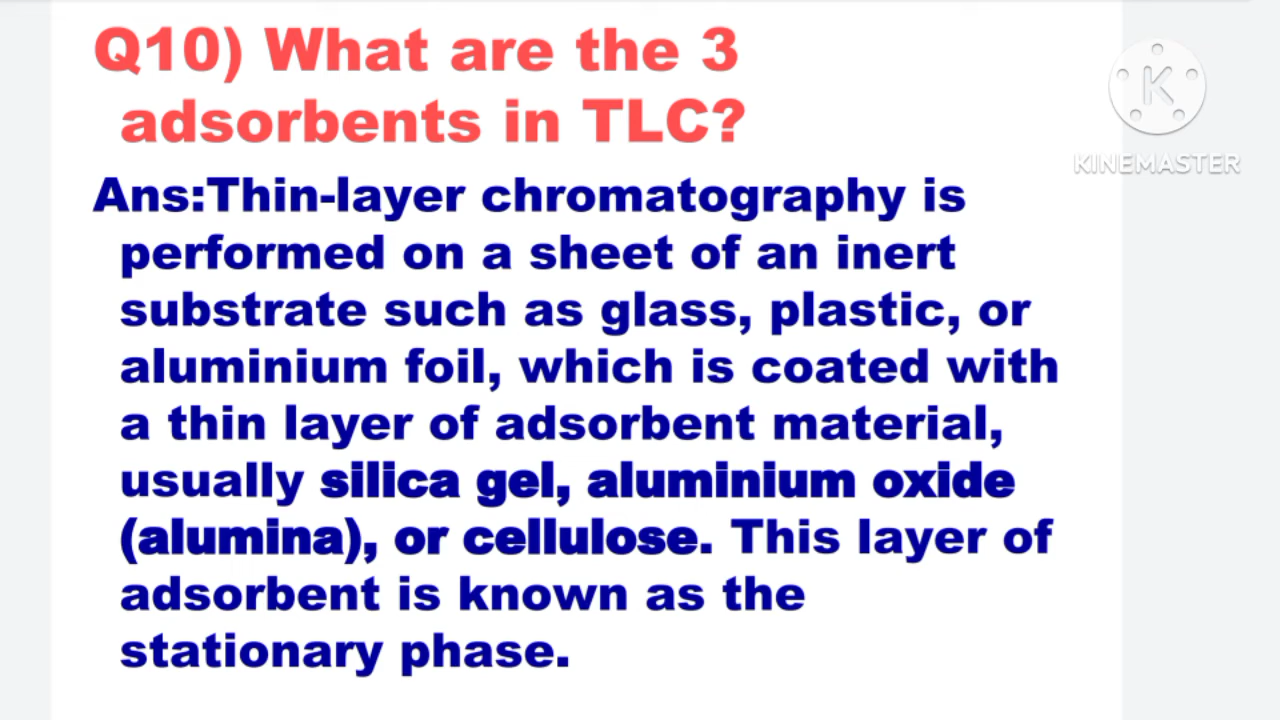 Q10) What are the 3
adsorbents in TLC?
K
KINEMASTER
Ans:Thin-layer chromatography is
performed on a sheet of an inert
substrate such as glass, plastic, or
aluminium foil, which is coated with
a thin layer of adsorbent material,
usually silica gel, aluminium oxide
(alumina), or cellulose. This layer of
adsorbent is known as the
stationary phase.